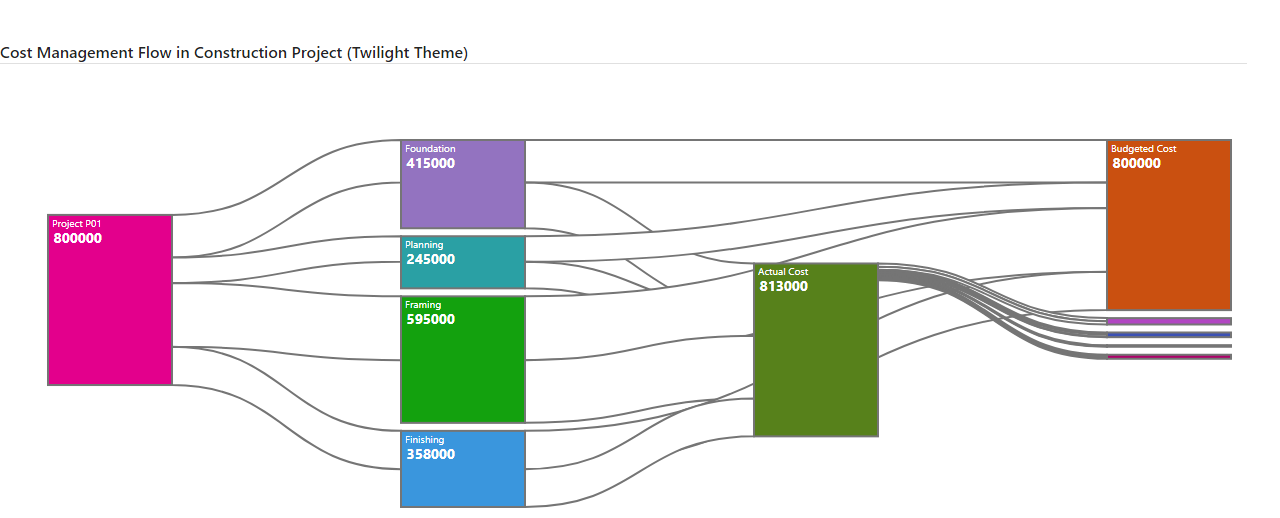 Cost Management Flow in Construction Project (Twilight Theme)
Foundation
415000
Budgeted Cost
800000
Project P01
800000
Planning
245000
Actual Cost
813000
Framing
595000
Finishing
358000